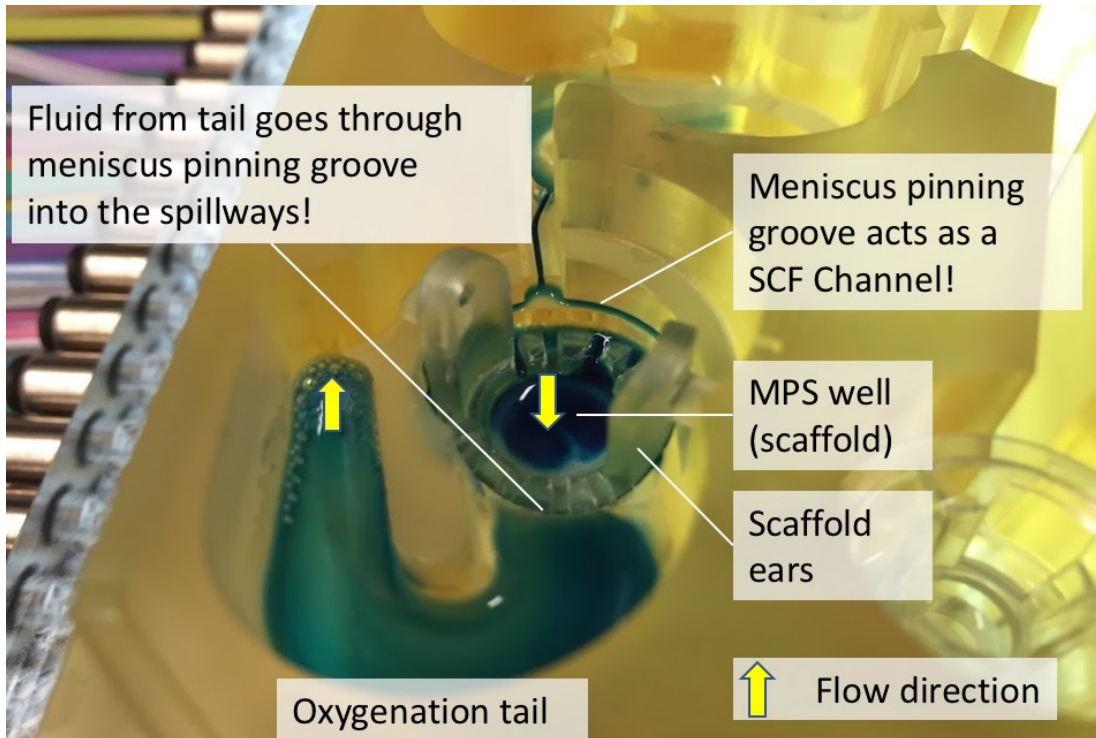 Fluid from tail goes through
meniscus pinning groove
into the spillways!
Meniscus pinning
groove acts as a
SCF Channel!
MPS well
(scaffold)
Scaffold
ears
Flow direction
Oxygenation tail